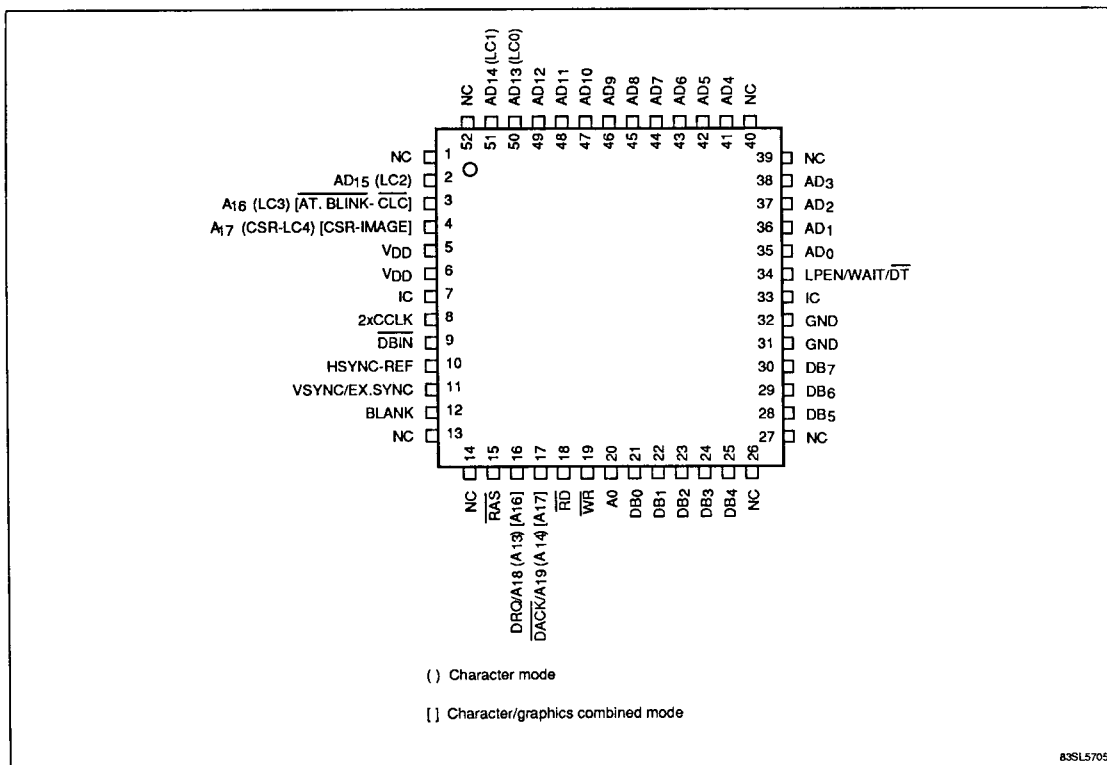 NC
AD14 (LC1)
AD13 (LC0)
AD12
AD11
AD10
AD9
AD8
AD7
AD6
AD5
AD4
NC
52
51
50
49
48
47
46
45
44
43
42
41
40
NC 1
AD15 (LC2) 2
A16 (LC3) [AT. BLINK- CLC] 3
A17 (CSR-LC4) [CSR-IMAGE] 4
VDD 5
VDD 6
IC 7
2xCCLK 8
DBIN 9
HSYNC-REF 10
VSYNC/EX.SYNC 11
BLANK 12
NC 13
39 NC
38 AD3
37 AD2
36 AD1
35 AD0
34 LPEN/WAIT/DT
33 IC
32 GND
31 GND
30 DB7
29 DB6
28 DB5
27 NC
14
15
16
17
18
19
20
21
22
23
24
25
26
NC
RAS
DRQ/A18 (A13) [A16]
DACK/A19 (A14) [A17]
RD
WR
A0
DB0
DB1
DB2
DB3
DB4
NC
( ) Character mode
[ ] Character/graphics combined mode
83SL5705